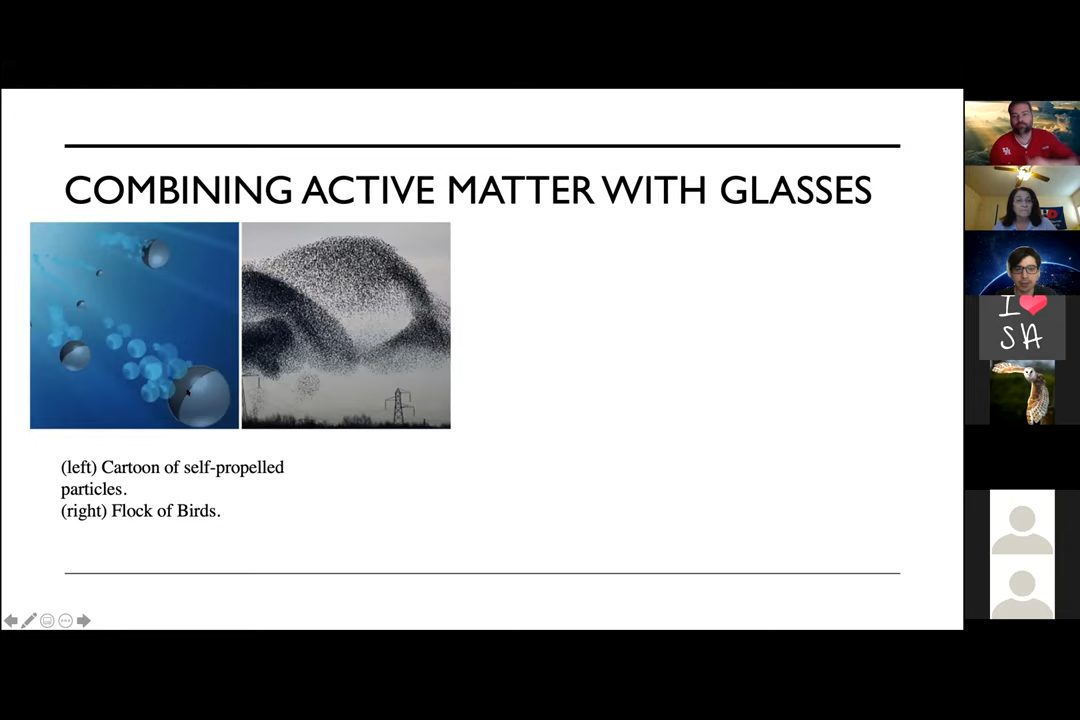 COMBINING ACTIVE MATTER WITH GLASSES
(left) Cartoon of self-propelled
particles.
(right) Flock of Birds.
I ❤
SA